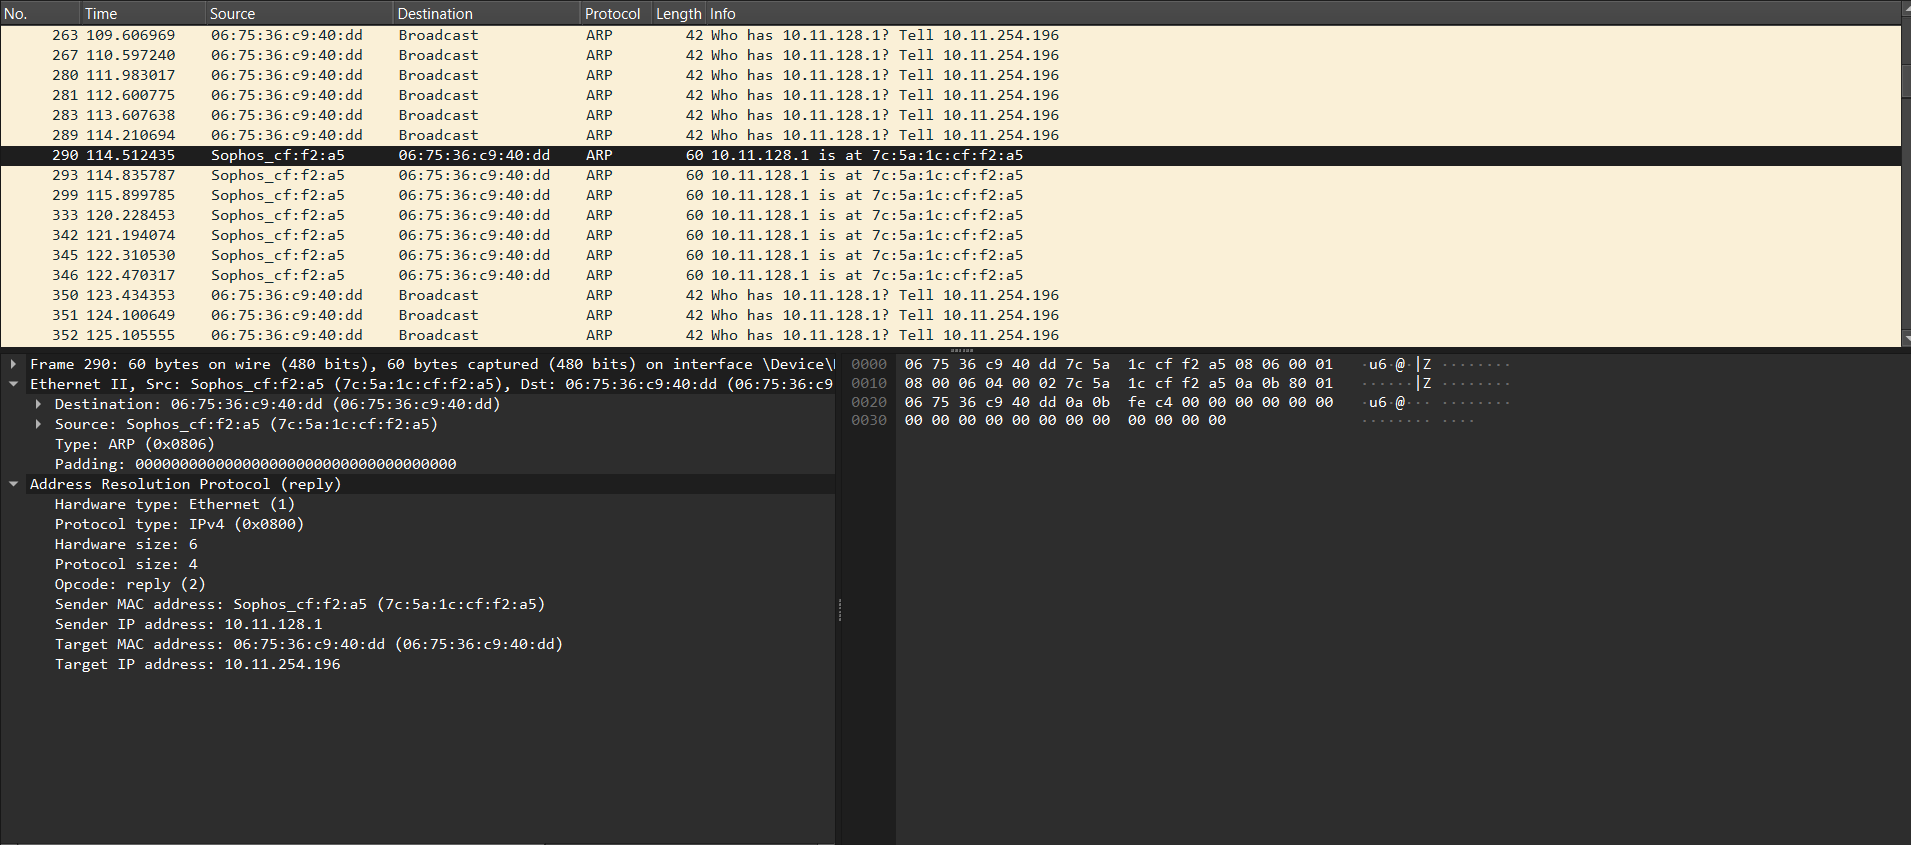 No. Time Source Destination Protocol Length Info
263 109.606969 06:75:36:c9:40:dd Broadcast ARP 42 Who has 10.11.128.1? Tell 10.11.254.196
267 110.597240 06:75:36:c9:40:dd Broadcast ARP 42 Who has 10.11.128.1? Tell 10.11.254.196
280 111.983017 06:75:36:c9:40:dd Broadcast ARP 42 Who has 10.11.128.1? Tell 10.11.254.196
281 112.600775 06:75:36:c9:40:dd Broadcast ARP 42 Who has 10.11.128.1? Tell 10.11.254.196
283 113.607638 06:75:36:c9:40:dd Broadcast ARP 42 Who has 10.11.128.1? Tell 10.11.254.196
289 114.210694 06:75:36:c9:40:dd Broadcast ARP 42 Who has 10.11.128.1? Tell 10.11.254.196
290 114.512435 Sophos_cf:f2:a5 06:75:36:c9:40:dd ARP 60 10.11.128.1 is at 7c:5a:1c:cf:f2:a5
293 114.835787 Sophos_cf:f2:a5 06:75:36:c9:40:dd ARP 60 10.11.128.1 is at 7c:5a:1c:cf:f2:a5
299 115.899785 Sophos_cf:f2:a5 06:75:36:c9:40:dd ARP 60 10.11.128.1 is at 7c:5a:1c:cf:f2:a5
333 120.228453 Sophos_cf:f2:a5 06:75:36:c9:40:dd ARP 60 10.11.128.1 is at 7c:5a:1c:cf:f2:a5
342 121.194074 Sophos_cf:f2:a5 06:75:36:c9:40:dd ARP 60 10.11.128.1 is at 7c:5a:1c:cf:f2:a5
345 122.310530 Sophos_cf:f2:a5 06:75:36:c9:40:dd ARP 60 10.11.128.1 is at 7c:5a:1c:cf:f2:a5
346 122.470317 Sophos_cf:f2:a5 06:75:36:c9:40:dd ARP 60 10.11.128.1 is at 7c:5a:1c:cf:f2:a5
350 123.434353 06:75:36:c9:40:dd Broadcast ARP 42 Who has 10.11.128.1? Tell 10.11.254.196
351 124.100649 06:75:36:c9:40:dd Broadcast ARP 42 Who has 10.11.128.1? Tell 10.11.254.196
352 125.105555 06:75:36:c9:40:dd Broadcast ARP 42 Who has 10.11.128.1? Tell 10.11.254.196
Frame 290: 60 bytes on wire (480 bits), 60 bytes captured (480 bits) on interface \Device\
Ethernet II, Src: Sophos_cf:f2:a5 (7c:5a:1c:cf:f2:a5), Dst: 06:75:36:c9:40:dd (06:75:36:c9
Destination: 06:75:36:c9:40:dd (06:75:36:c9:40:dd)
Source: Sophos_cf:f2:a5 (7c:5a:1c:cf:f2:a5)
Type: ARP (0x0806)
Padding: 000000000000000000000000000000000000
Address Resolution Protocol (reply)
Hardware type: Ethernet (1)
Protocol type: IPv4 (0x0800)
Hardware size: 6
Protocol size: 4
Opcode: reply (2)
Sender MAC address: Sophos_cf:f2:a5 (7c:5a:1c:cf:f2:a5)
Sender IP address: 10.11.128.1
Target MAC address: 06:75:36:c9:40:dd (06:75:36:c9:40:dd)
Target IP address: 10.11.254.196
0000 06 75 36 c9 40 dd 7c 5a 1c cf f2 a5 08 06 00 01 ·u6·@·|Z ········
0010 08 00 06 04 00 02 7c 5a 1c cf f2 a5 0a 0b 80 01 ······|Z ········
0020 06 75 36 c9 40 dd 0a 0b fe c4 00 00 00 00 00 00 ·u6·@··· ········
0030 00 00 00 00 00 00 00 00 00 00 00 00 ········ ····